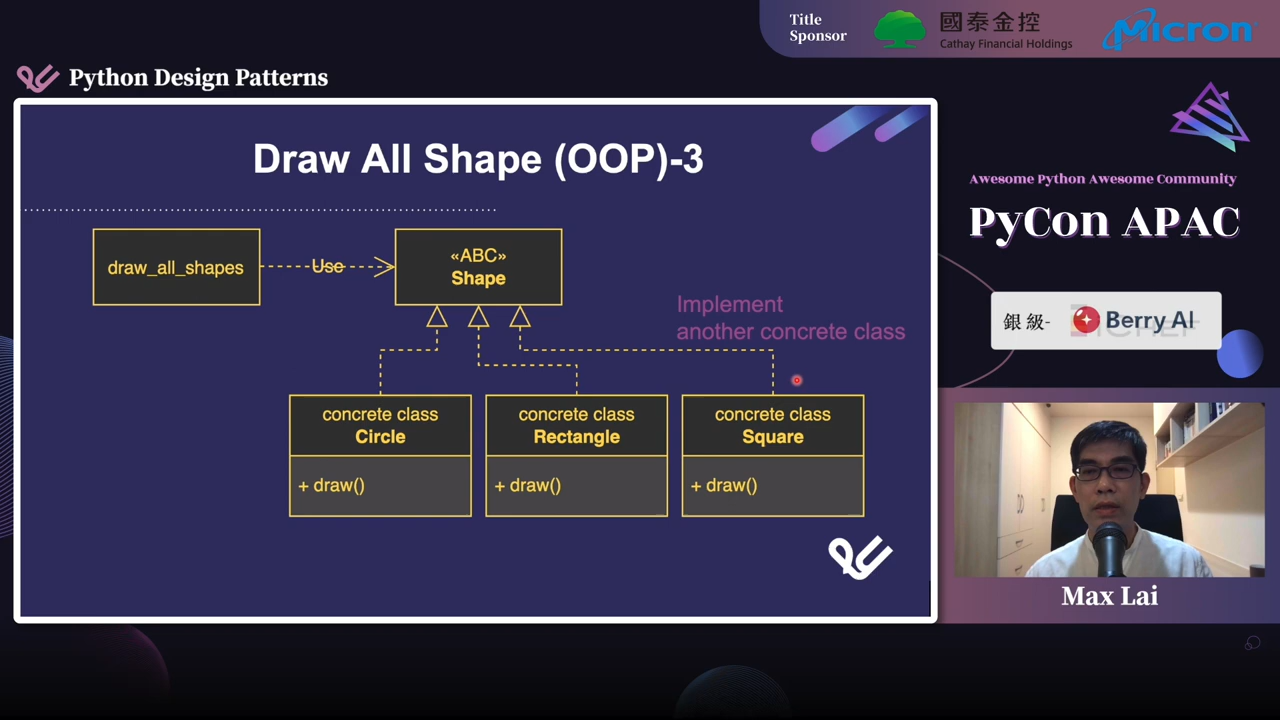 Title
Sponsor
國泰金控
Cathay Financial Holdings
Micron
Python Design Patterns
Draw All Shape (OOP)-3
draw_all_shapes
Use
«ABC»
Shape
Implement
another concrete class
concrete class
Circle
+ draw()
concrete class
Rectangle
+ draw()
concrete class
Square
+ draw()
Awesome Python Awesome Community
PyCon APAC
銀級-
Berry AI
Max Lai